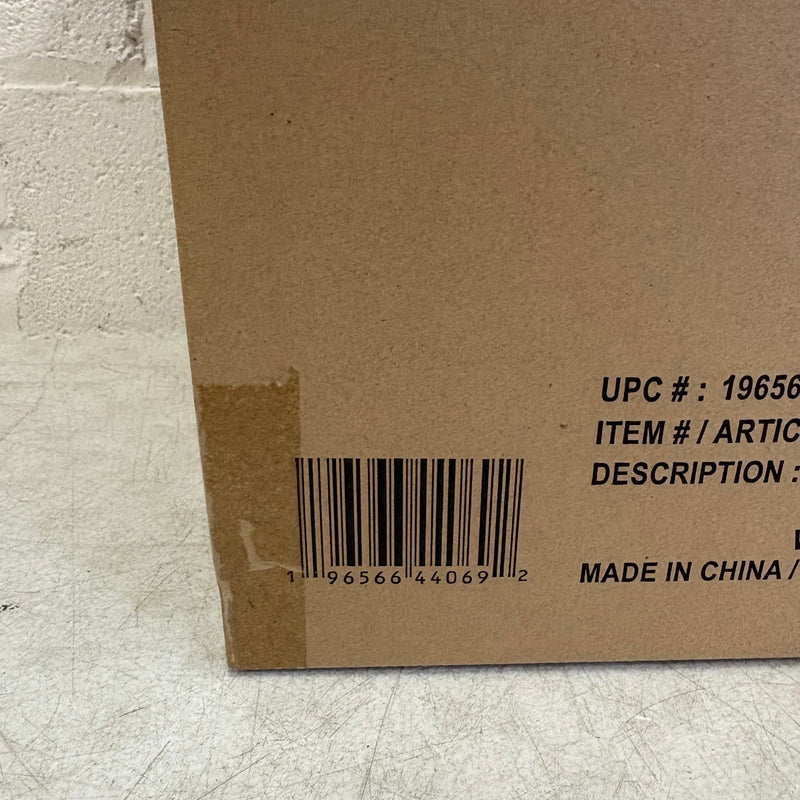 UPC # : 19656
ITEM # / ARTIC
DESCRIPTION :
MADE IN CHINA /
1 96566 44069 2